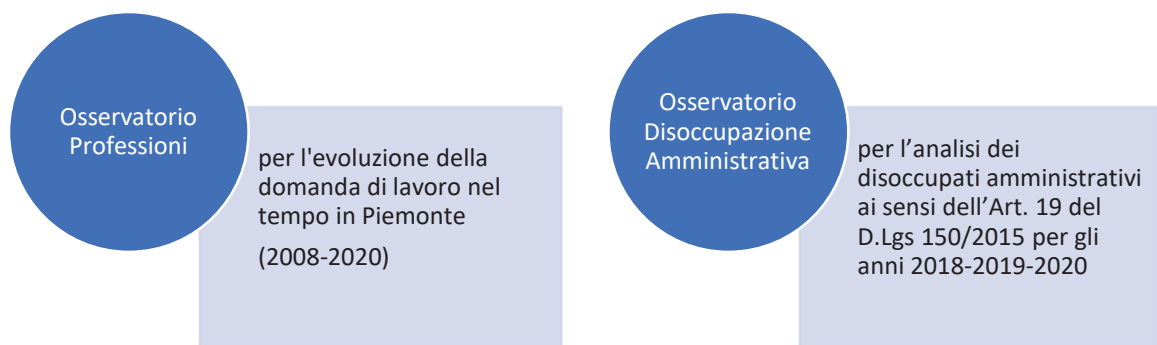 Osservatorio
Professioni
per l'evoluzione della
domanda di lavoro nel
tempo in Piemonte
(2008-2020)
Osservatorio
Disoccupazione
Amministrativa
per l’analisi dei
disoccupati amministrativi
ai sensi dell’Art. 19 del
D.Lgs 150/2015 per gli
anni 2018-2019-2020